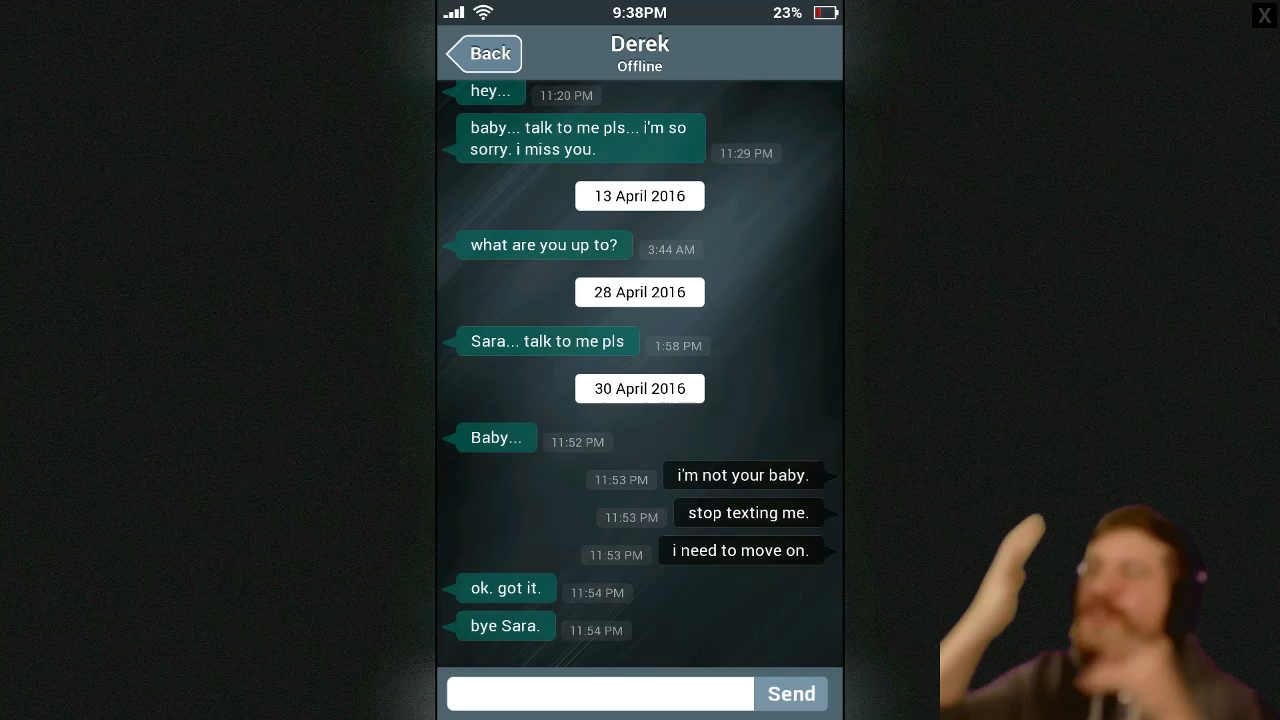 9:38PM
23%
X
Back
Derek
Offline
hey...
11:20 PM
baby... talk to me pls... i'm so
sorry. i miss you.
11:29 PM
13 April 2016
what are you up to?
3:44 AM
28 April 2016
Sara... talk to me pls
1:58 PM
30 April 2016
Baby...
11:52 PM
11:53 PM
i'm not your baby.
11:53 PM
stop texting me.
11:53 PM
i need to move on.
ok. got it.
11:54 PM
bye Sara.
11:54 PM
Send